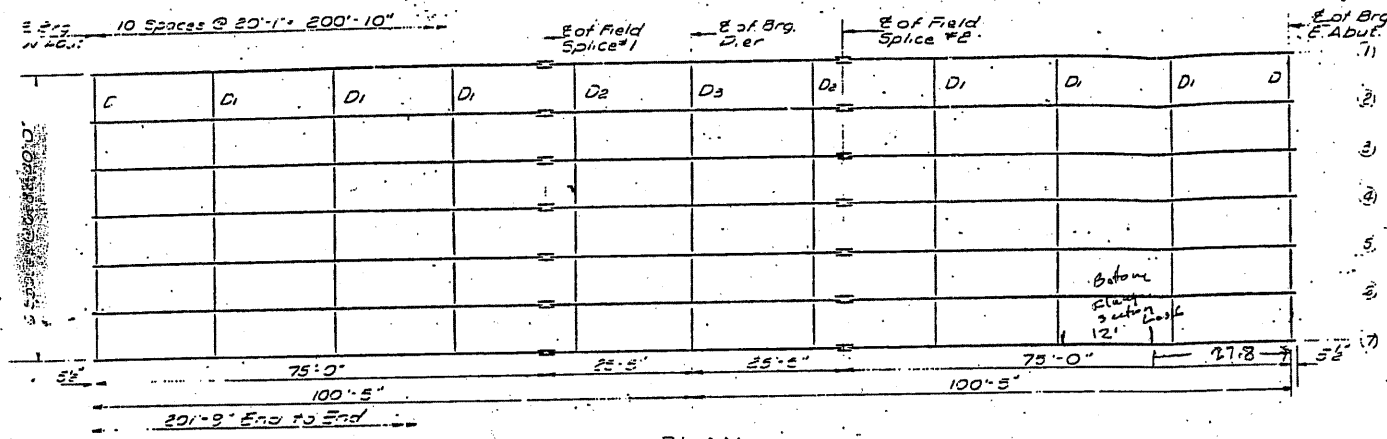 10 Spaces @ 20'-1" = 200'-10"
℄ of Field
Splice #1
℄ of Brg.
℄ of Field
Splice #2
℄ of Brg
E. Abut.
D1 D1 D1 D2 D3 D2 D1 D1 D1 D
(1)
(2)
(3)
(4)
5
(6)
(7)
Bottom
Flange
Section Loss
12'
5½" 75'-0" 25'-5" 25'-5" 75'-0" 27.8 5½"
100'-5" 100'-5"
201'-9" End to End